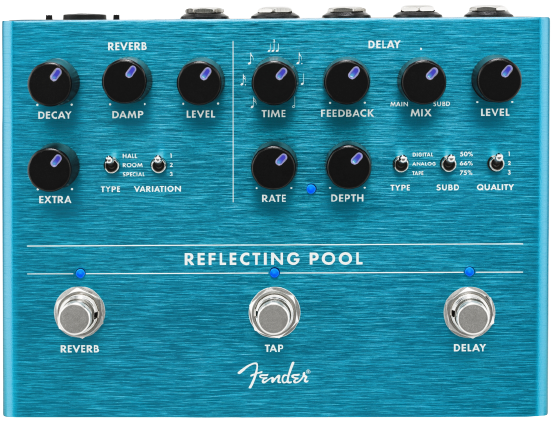 REVERB
DELAY
DECAY
DAMP
LEVEL
TIME
FEEDBACK
MAIN
SUBD
MIX
LEVEL
EXTRA
HALL
ROOM
SPECIAL
TYPE
1
2
3
VARIATION
RATE
DEPTH
DIGITAL
ANALOG
TAPE
TYPE
50%
66%
75%
SUBD
1
2
3
QUALITY
REFLECTING POOL
REVERB
TAP
DELAY
Fender